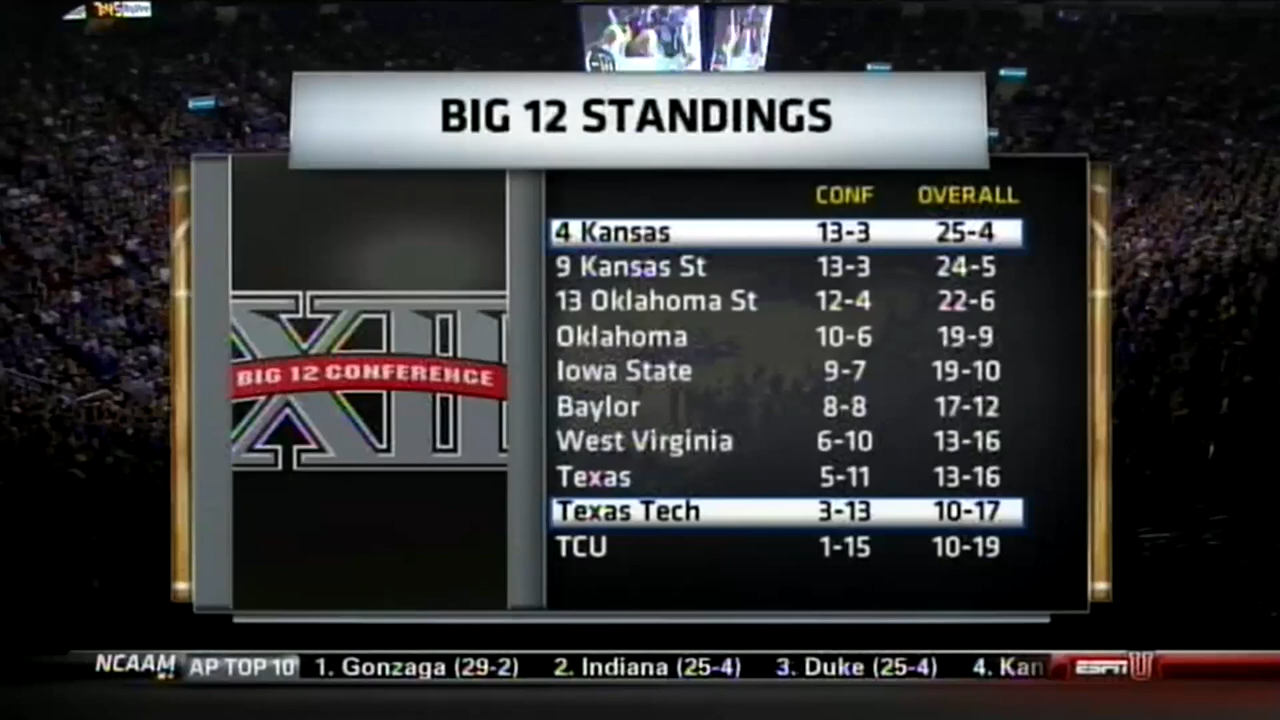 BIG 12 STANDINGS
CONF OVERALL
4 Kansas 13-3 25-4
9 Kansas St 13-3 24-5
13 Oklahoma St 12-4 22-6
Oklahoma 10-6 19-9
Iowa State 9-7 19-10
Baylor 8-8 17-12
West Virginia 6-10 13-16
Texas 5-11 13-16
Texas Tech 3-13 10-17
TCU 1-15 10-19
XII
BIG 12 CONFERENCE
NCAAM AP TOP 10 1. Gonzaga (29-2) 2. Indiana (25-4) 3. Duke (25-4) 4. Kan ESPN U